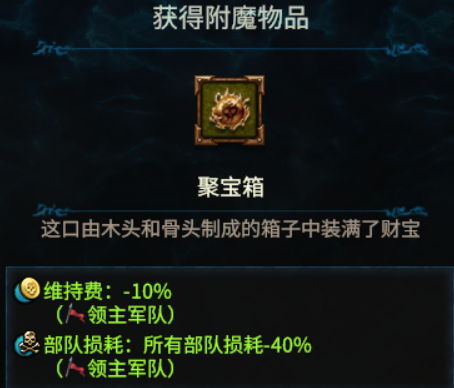 获得附魔物品
聚宝箱
这口由木头和骨头制成的箱子中装满了财宝
维持费：-10%
（领主军队）
部队损耗：所有部队损耗-40%
（领主军队）